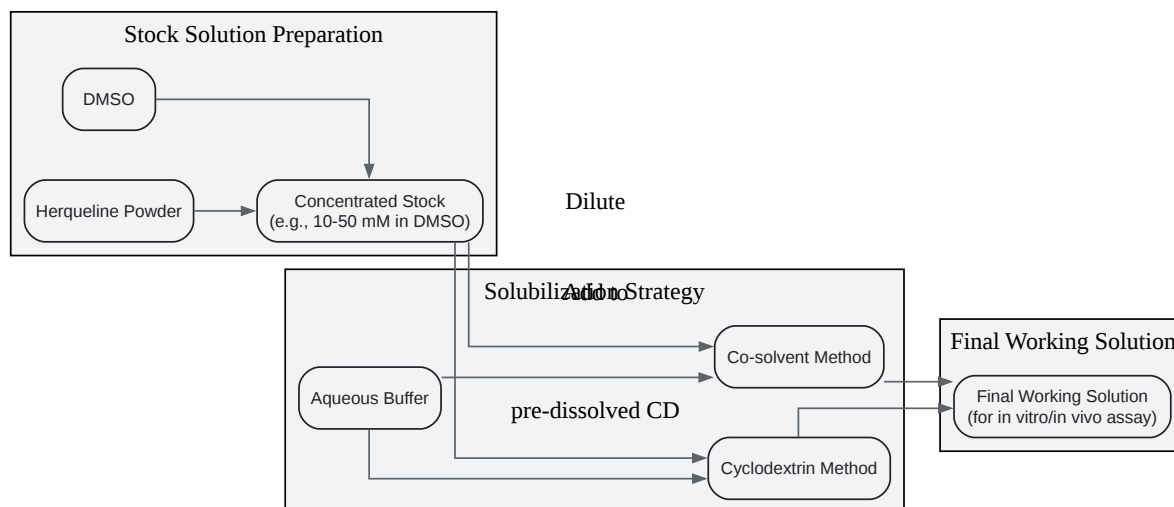 Stock Solution Preparation
DMSO
Herqueline Powder
Concentrated Stock
(e.g., 10-50 mM in DMSO)
Dilute
Solubilization Strategy
Add to
Co-solvent Method
Aqueous Buffer
pre-dissolved CD
Cyclodextrin Method
Final Working Solution
Final Working Solution
(for in vitro/in vivo assay)